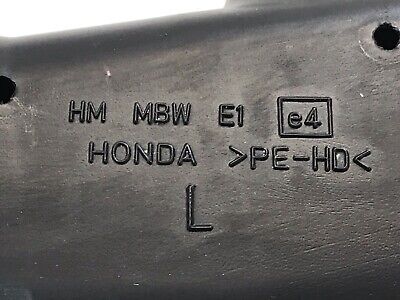 HM MBW E1 e4
HONDA >PE-HD<
L